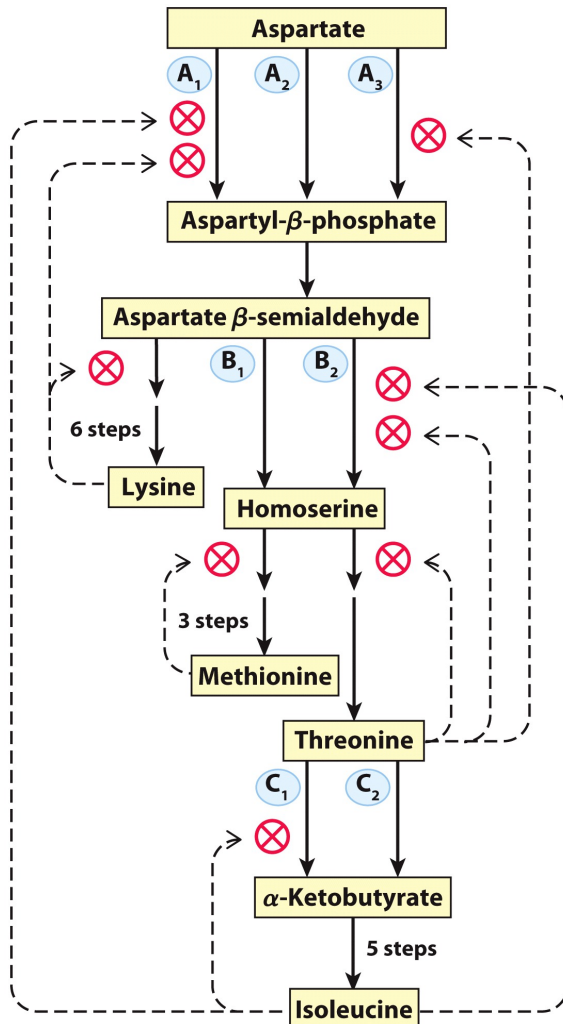 Aspartate
A₁ A₂ A₃
Aspartyl-β-phosphate
Aspartate β-semialdehyde
B₁ B₂
6 steps
Lysine
Homoserine
3 steps
Methionine
Threonine
C₁ C₂
α-Ketobutyrate
5 steps
Isoleucine